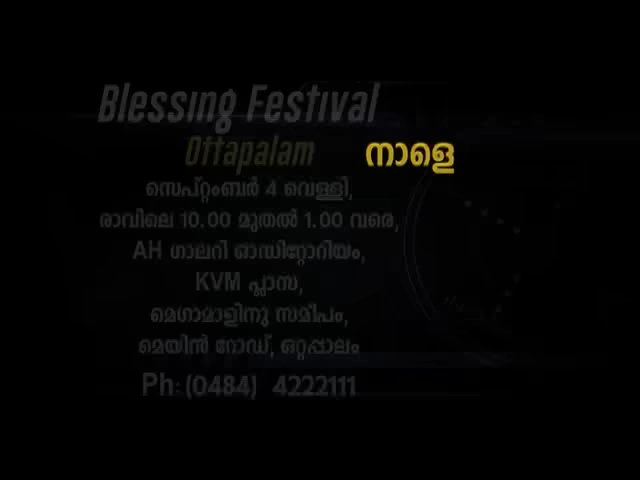 Blessing Festival
Ottapalam നാളെ
സെപ്റ്റംബർ 4 വെള്ളി,
രാവിലെ 10.00 മുതൽ 1.00 വരെ,
AH ഗാലറി ഓഡിറ്റോറിയം,
KVM പ്ലാസ,
മെഗാമാളിനു സമീപം,
മെയിൻ റോഡ്, ഒറ്റപ്പാലം
Ph: (0484) 4222111